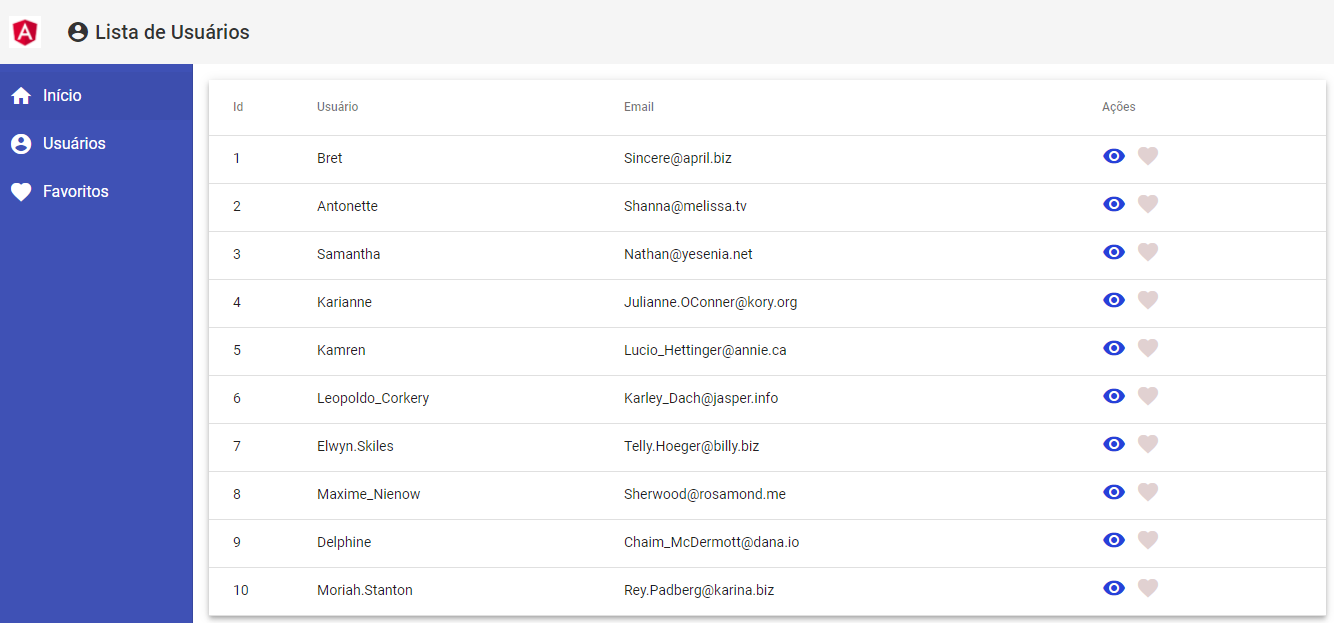 Lista de Usuários
Início
Usuários
Favoritos
Id Usuário Email Ações
1 Bret Sincere@april.biz
2 Antonette Shanna@melissa.tv
3 Samantha Nathan@yesenia.net
4 Karianne Julianne.OConner@kory.org
5 Kamren Lucio_Hettinger@annie.ca
6 Leopoldo_Corkery Karley_Dach@jasper.info
7 Elwyn.Skiles Telly.Hoeger@billy.biz
8 Maxime_Nienow Sherwood@rosamond.me
9 Delphine Chaim_McDermott@dana.io
10 Moriah.Stanton Rey.Padberg@karina.biz